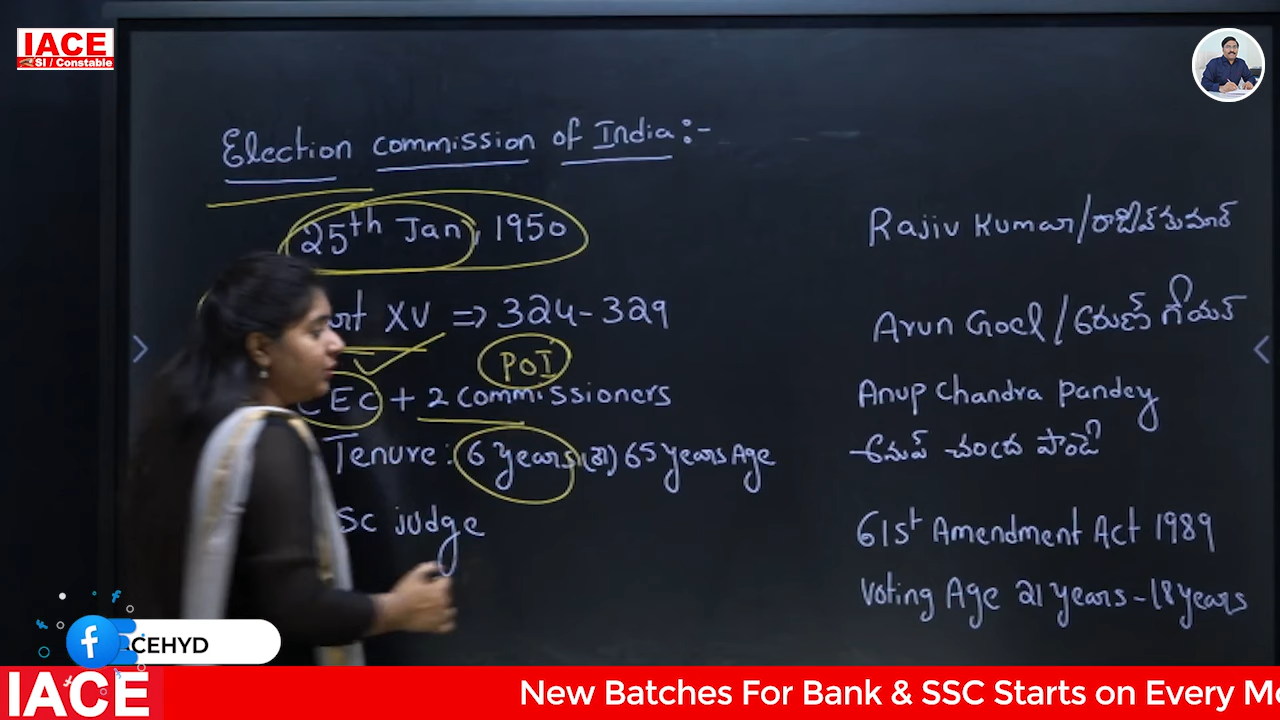 IACE
SI / Constable
Election commission of India:-
25th Jan, 1950
XV => 324-329
POI
CEC + 2 commissioners
Tenure: 6 years (or) 65 years Age
SC judge
Rajiv Kumar/రాజీవ్ కుమార్
Arun Goel/అరుణ్ గోయల్
Anup Chandra pandey
అనుప్ చంద్ర పాండే
61st Amendment Act 1989
Voting Age 21 years - 18 years
CEHYD
IACE
New Batches For Bank & SSC Starts on Every